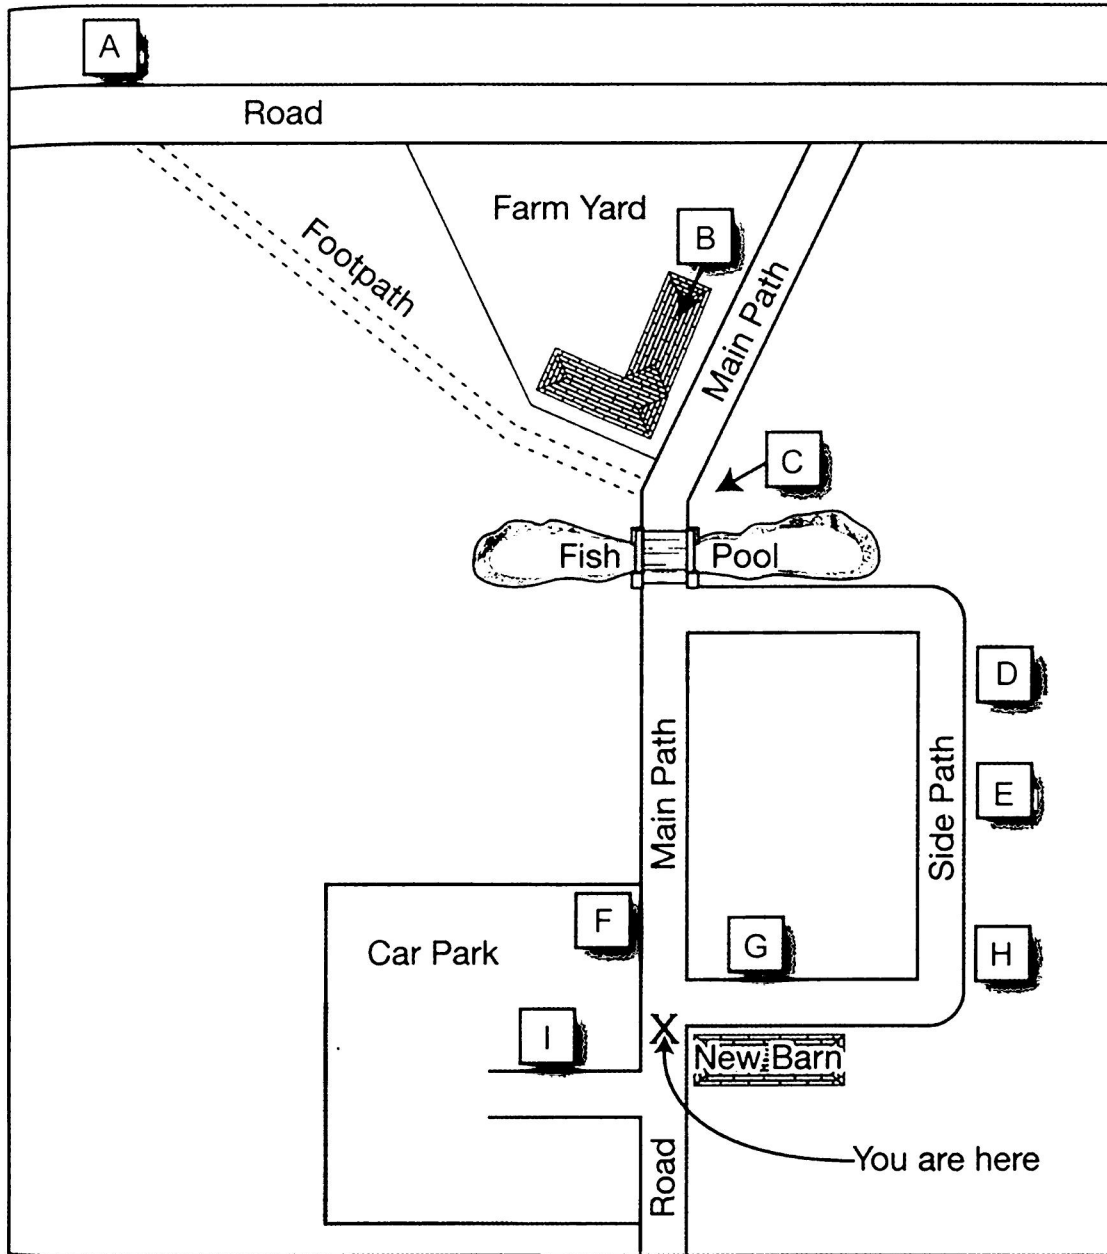 A
Road
Farm Yard
B
Footpath
Main Path
C
Fish Pool
D
Main Path
Side Path
E
F
Car Park
G
H
I
X
New Barn
You are here
Road